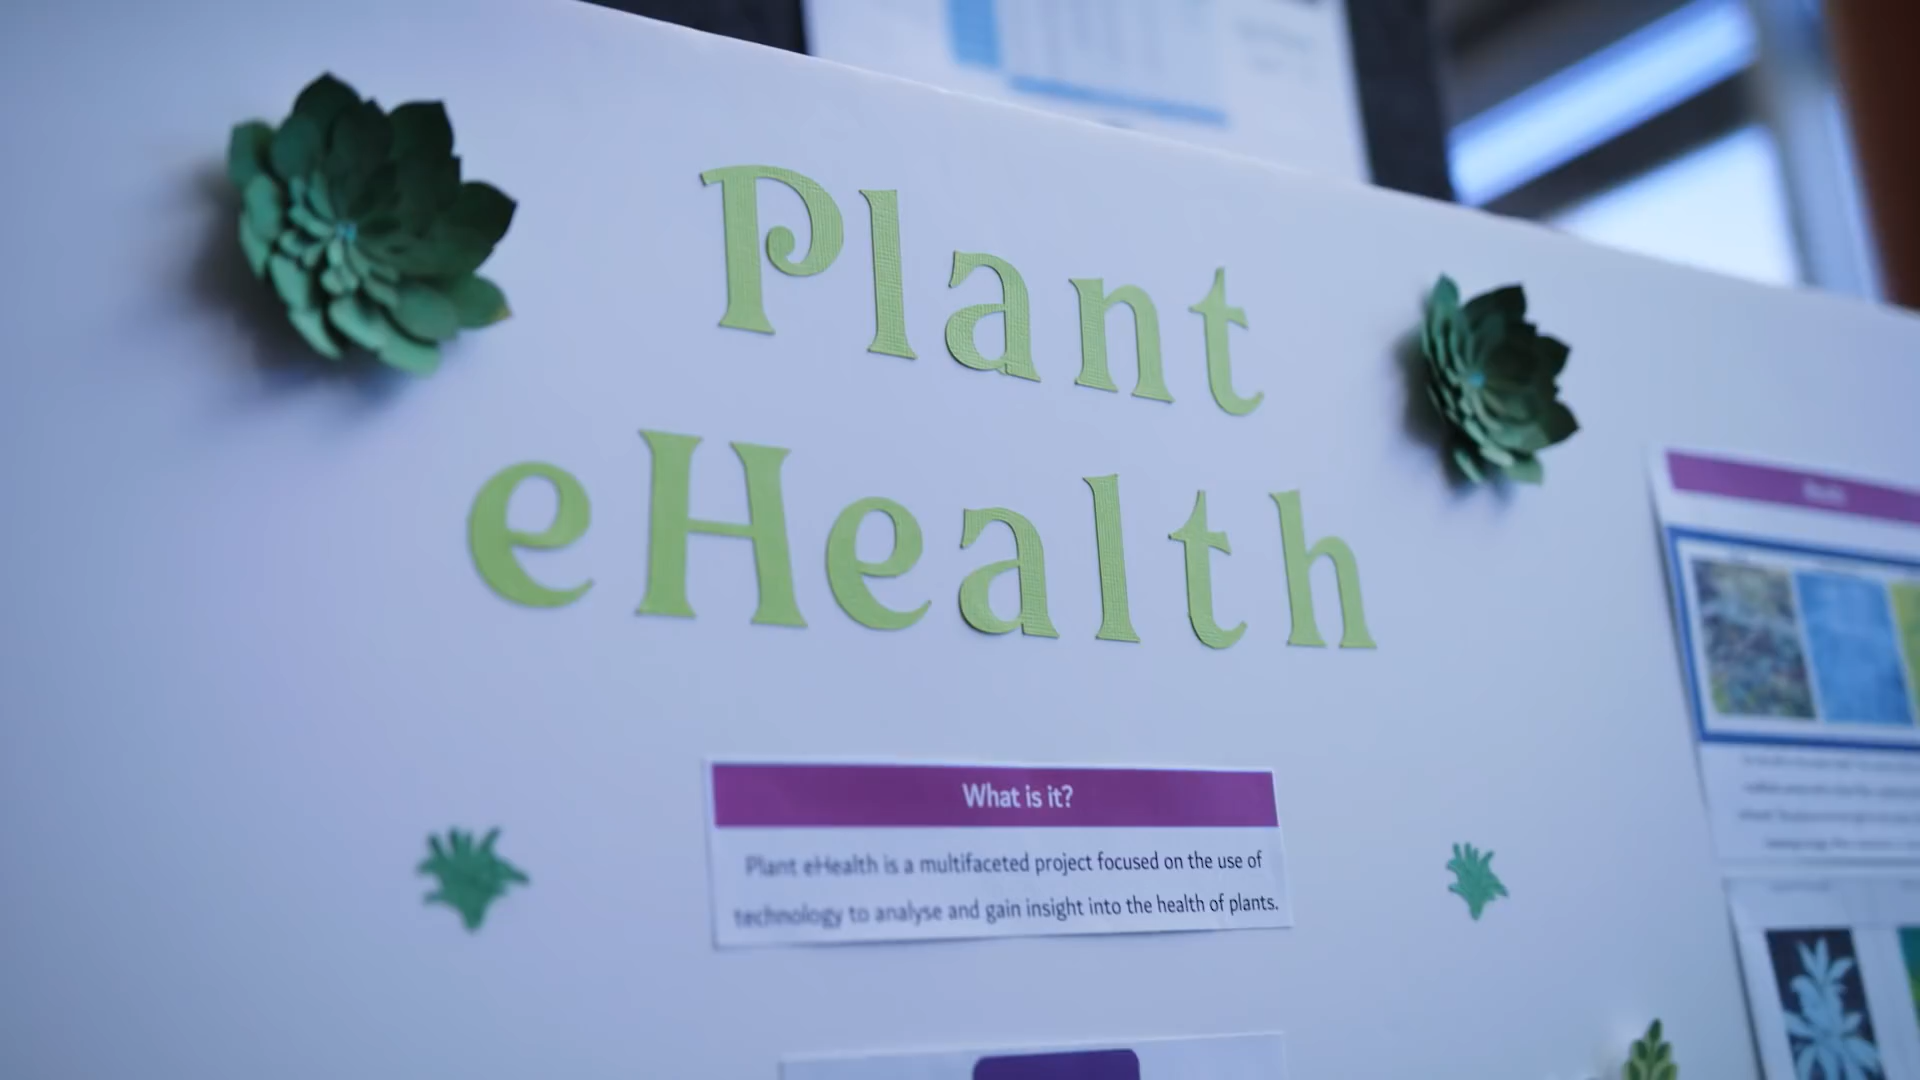 Plant
eHealth
What is it?
Plant eHealth is a multifaceted project focused on the use of
technology to analyse and gain insight into the health of plants.